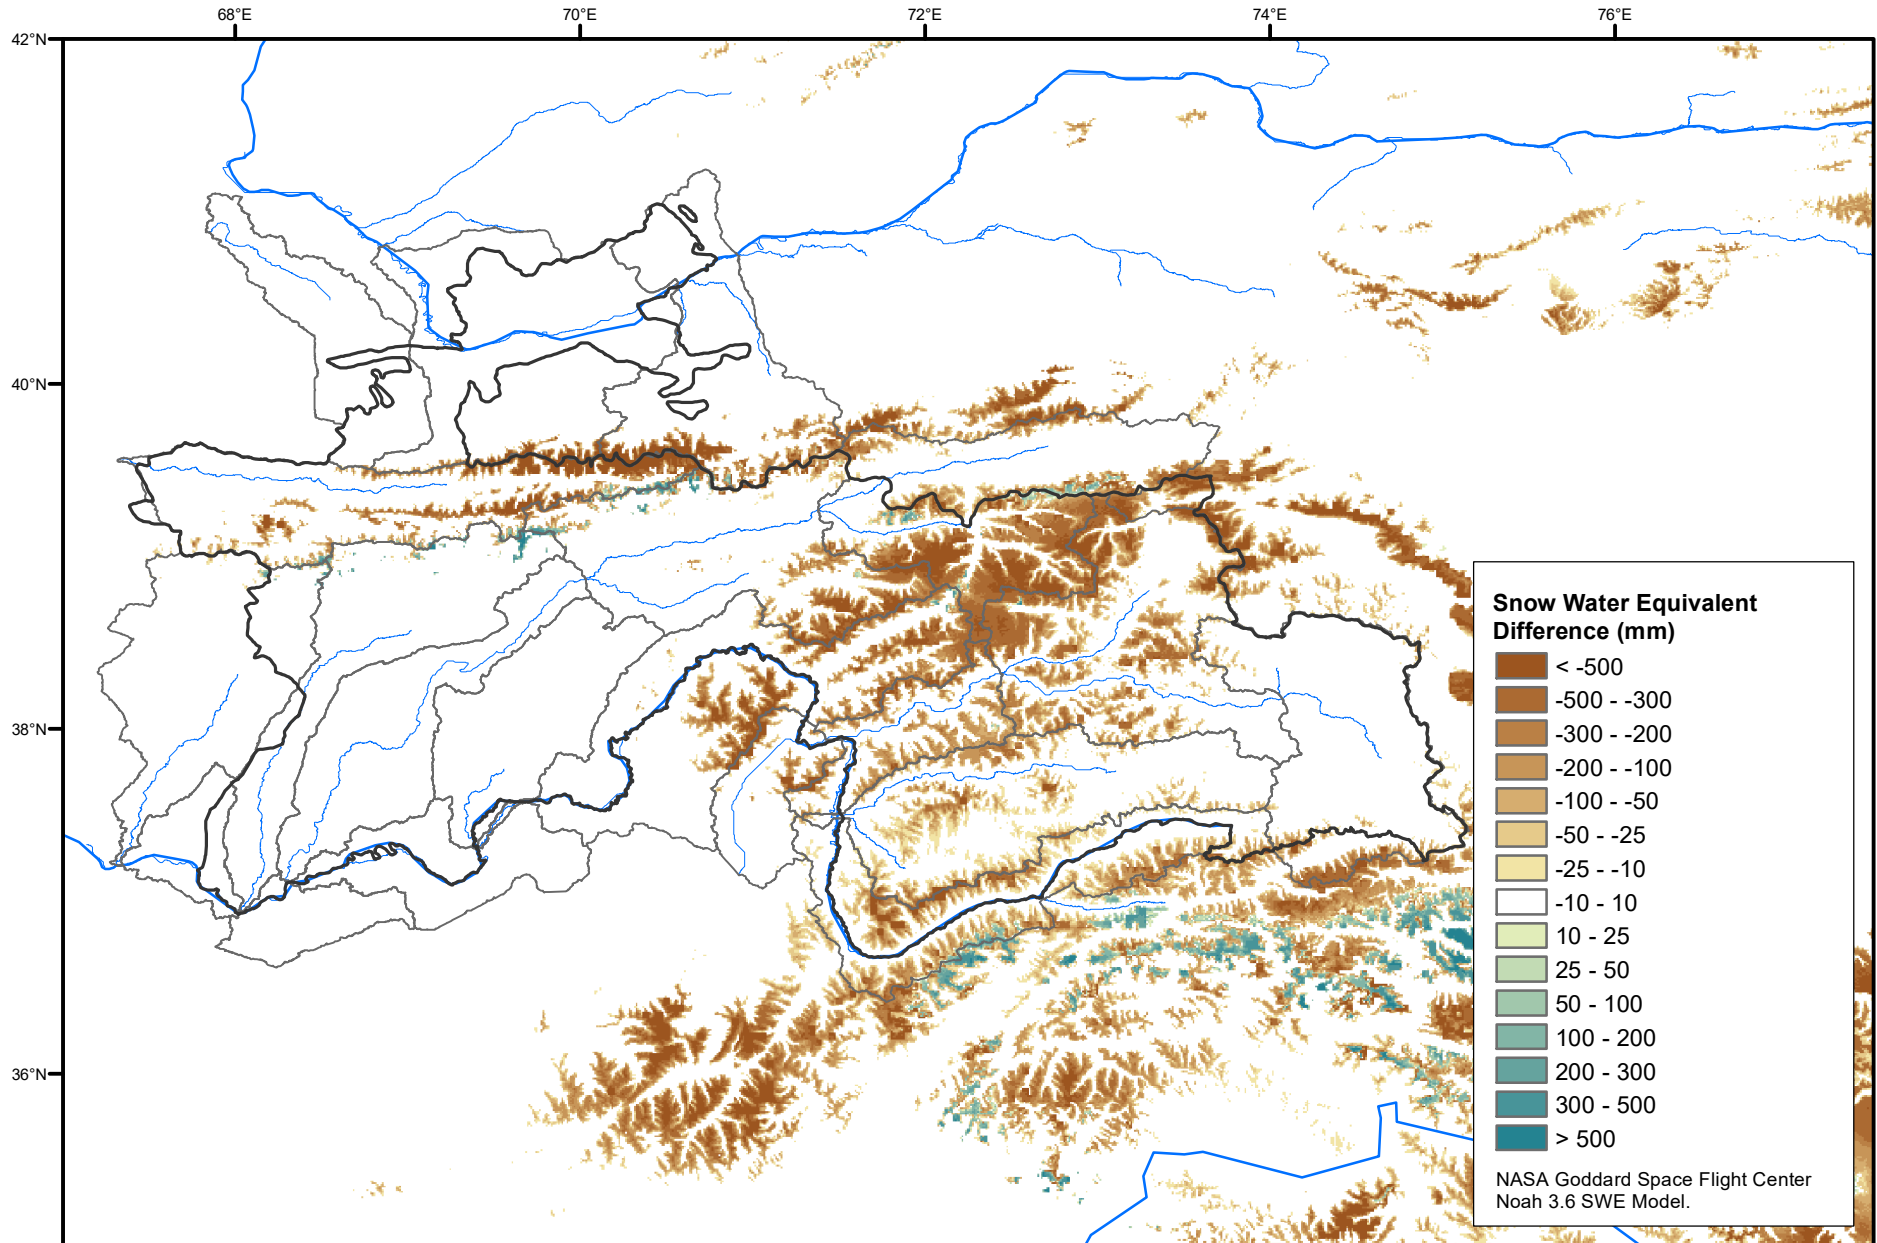 68°E
70°E
72°E
74°E
76°E
42°N
40°N
38°N
36°N
Snow Water Equivalent
Difference (mm)
< -500
-500 - -300
-300 - -200
-200 - -100
-100 - -50
-50 - -25
-25 - -10
-10 - 10
10 - 25
25 - 50
50 - 100
100 - 200
200 - 300
300 - 500
> 500
NASA Goddard Space Flight Center
Noah 3.6 SWE Model.